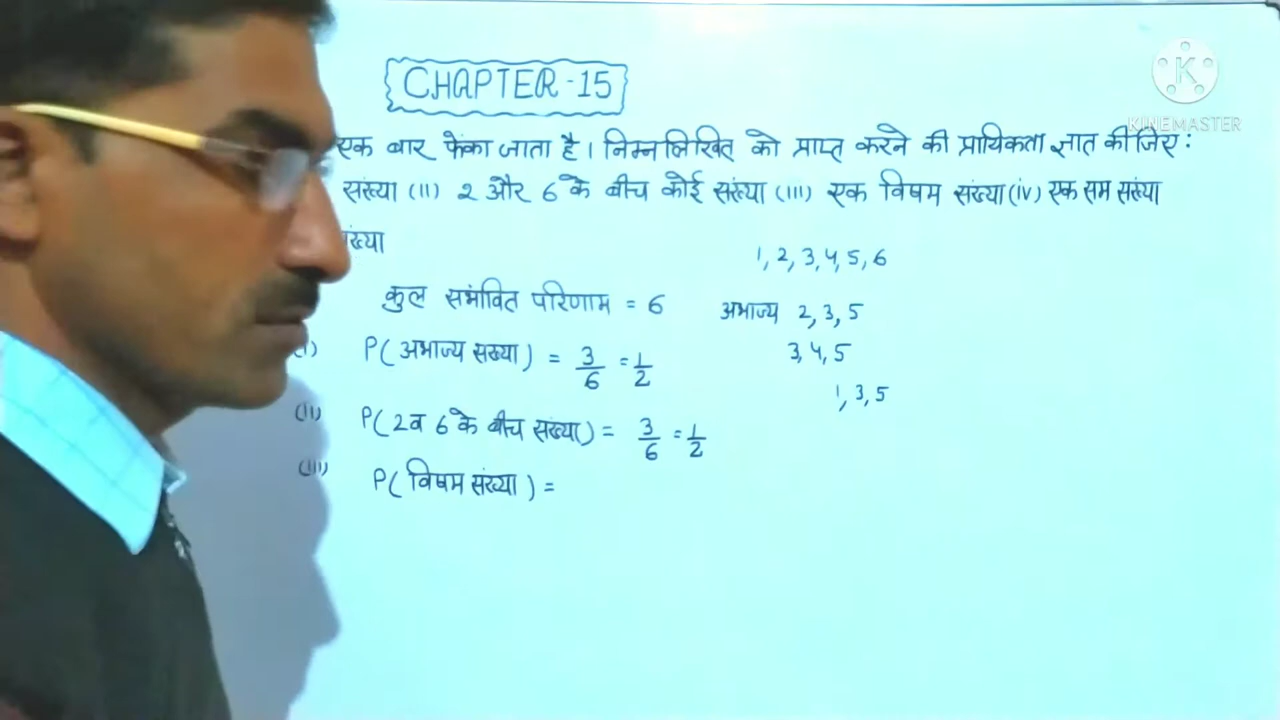 CHAPTER-15
K
KINEMASTER
एक बार फेंका जाता है। निम्नलिखित को प्राप्त करने की प्रायिकता ज्ञात कीजिए:
संख्या (II) 2 और 6 के बीच कोई संख्या (III) एक विषम संख्या (iv) एक सम संख्या
1, 2, 3, 4, 5, 6
कुल संभावित परिणाम = 6 अभाज्य 2, 3, 5
P(अभाज्य संख्या) = 3/6 = 1/2 3, 4, 5
1, 3, 5
(II) P(2 व 6 के बीच संख्या) = 3/6 = 1/2
(III) P(विषम संख्या) =